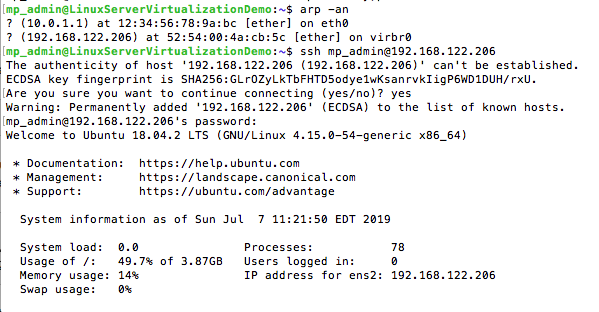 mp_admin@LinuxServerVirtualizationDemo:~$ arp -an
? (10.0.1.1) at 12:34:56:78:9a:bc [ether] on eth0
? (192.168.122.206) at 52:54:00:4a:cb:5c [ether] on virbr0
mp_admin@LinuxServerVirtualizationDemo:~$ ssh mp_admin@192.168.122.206
The authenticity of host '192.168.122.206 (192.168.122.206)' can't be established.
ECDSA key fingerprint is SHA256:GLrOZyLkTbFHTD5odye1wKsanrvkIigP6WD1DUH/rxU.
Are you sure you want to continue connecting (yes/no)? yes
Warning: Permanently added '192.168.122.206' (ECDSA) to the list of known hosts.
mp_admin@192.168.122.206's password:
Welcome to Ubuntu 18.04.2 LTS (GNU/Linux 4.15.0-54-generic x86_64)
* Documentation:  https://help.ubuntu.com
* Management:     https://landscape.canonical.com
* Support:        https://ubuntu.com/advantage
System information as of Sun Jul  7 11:21:50 EDT 2019
System load:  0.0               Processes:           78
Usage of /:   49.7% of 3.87GB   Users logged in:     0
Memory usage: 14%               IP address for ens2: 192.168.122.206
Swap usage:   0%